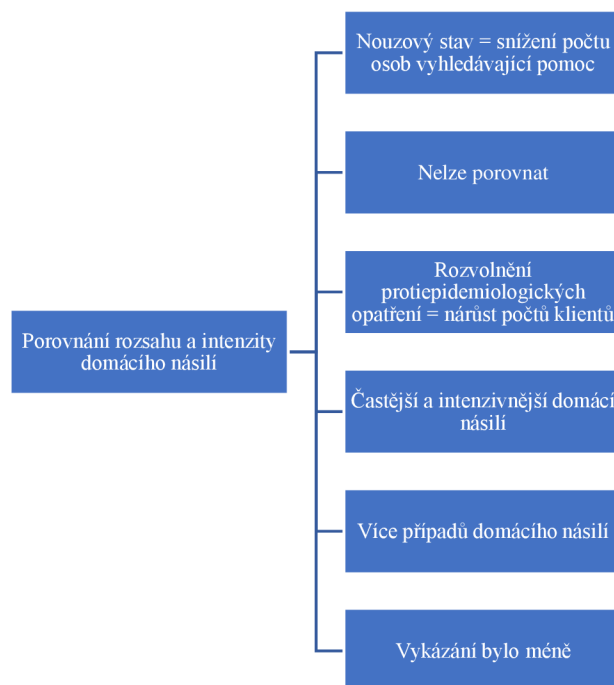 Nouzový stav = snížení počtu
osob vyhledávající pomoc
Nelze porovnat
Rozvolnění
protiepidemiologických
opatření = nárůst počtů klientů
Porovnání rozsahu a intenzity
domácího násilí
Častější a intenzivnější domácí
násilí
Více případů domácího násilí
Vykázání bylo méně